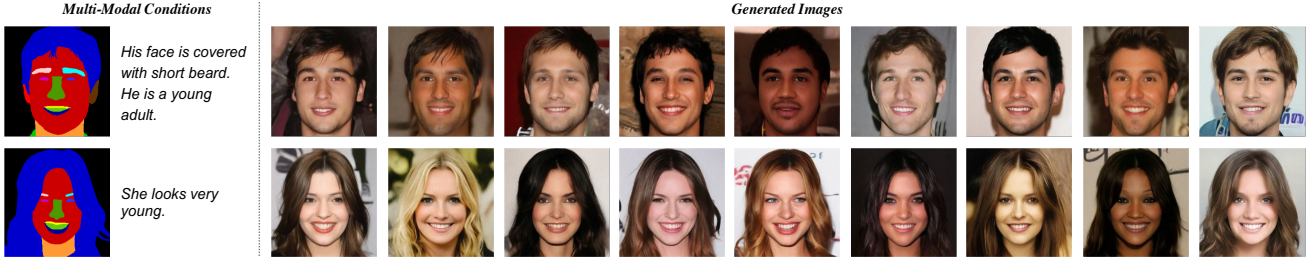 Multi-Modal Conditions
Generated Images
His face is covered
with short beard.
He is a young
adult.
She looks very
young.